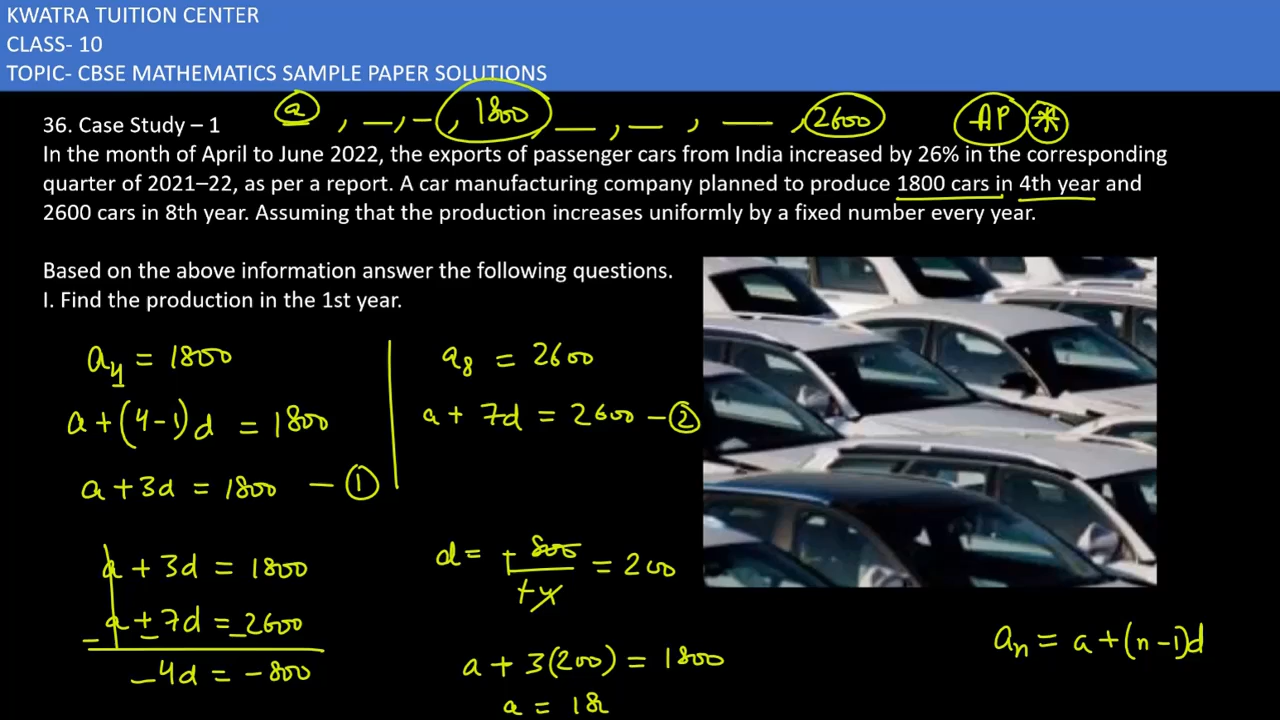 KWATRA TUITION CENTER
CLASS- 10
TOPIC- CBSE MATHEMATICS SAMPLE PAPER SOLUTIONS
a, _, _, 1800, _, _, _, 2600 AP *
36. Case Study – 1
In the month of April to June 2022, the exports of passenger cars from India increased by 26% in the corresponding
quarter of 2021–22, as per a report. A car manufacturing company planned to produce 1800 cars in 4th year and
2600 cars in 8th year. Assuming that the production increases uniformly by a fixed number every year.
Based on the above information answer the following questions.
I. Find the production in the 1st year.
a₄ = 1800
a + (4-1)d = 1800
a + 3d = 1800 — ①
a₈ = 2600
a + 7d = 2600 — ②
a + 3d = 1800
a + 7d = 2600
- - -
-4d = -800
d = +800/+4 = 200
a + 3(200) = 1800
a = 18
aₙ = a + (n-1)d